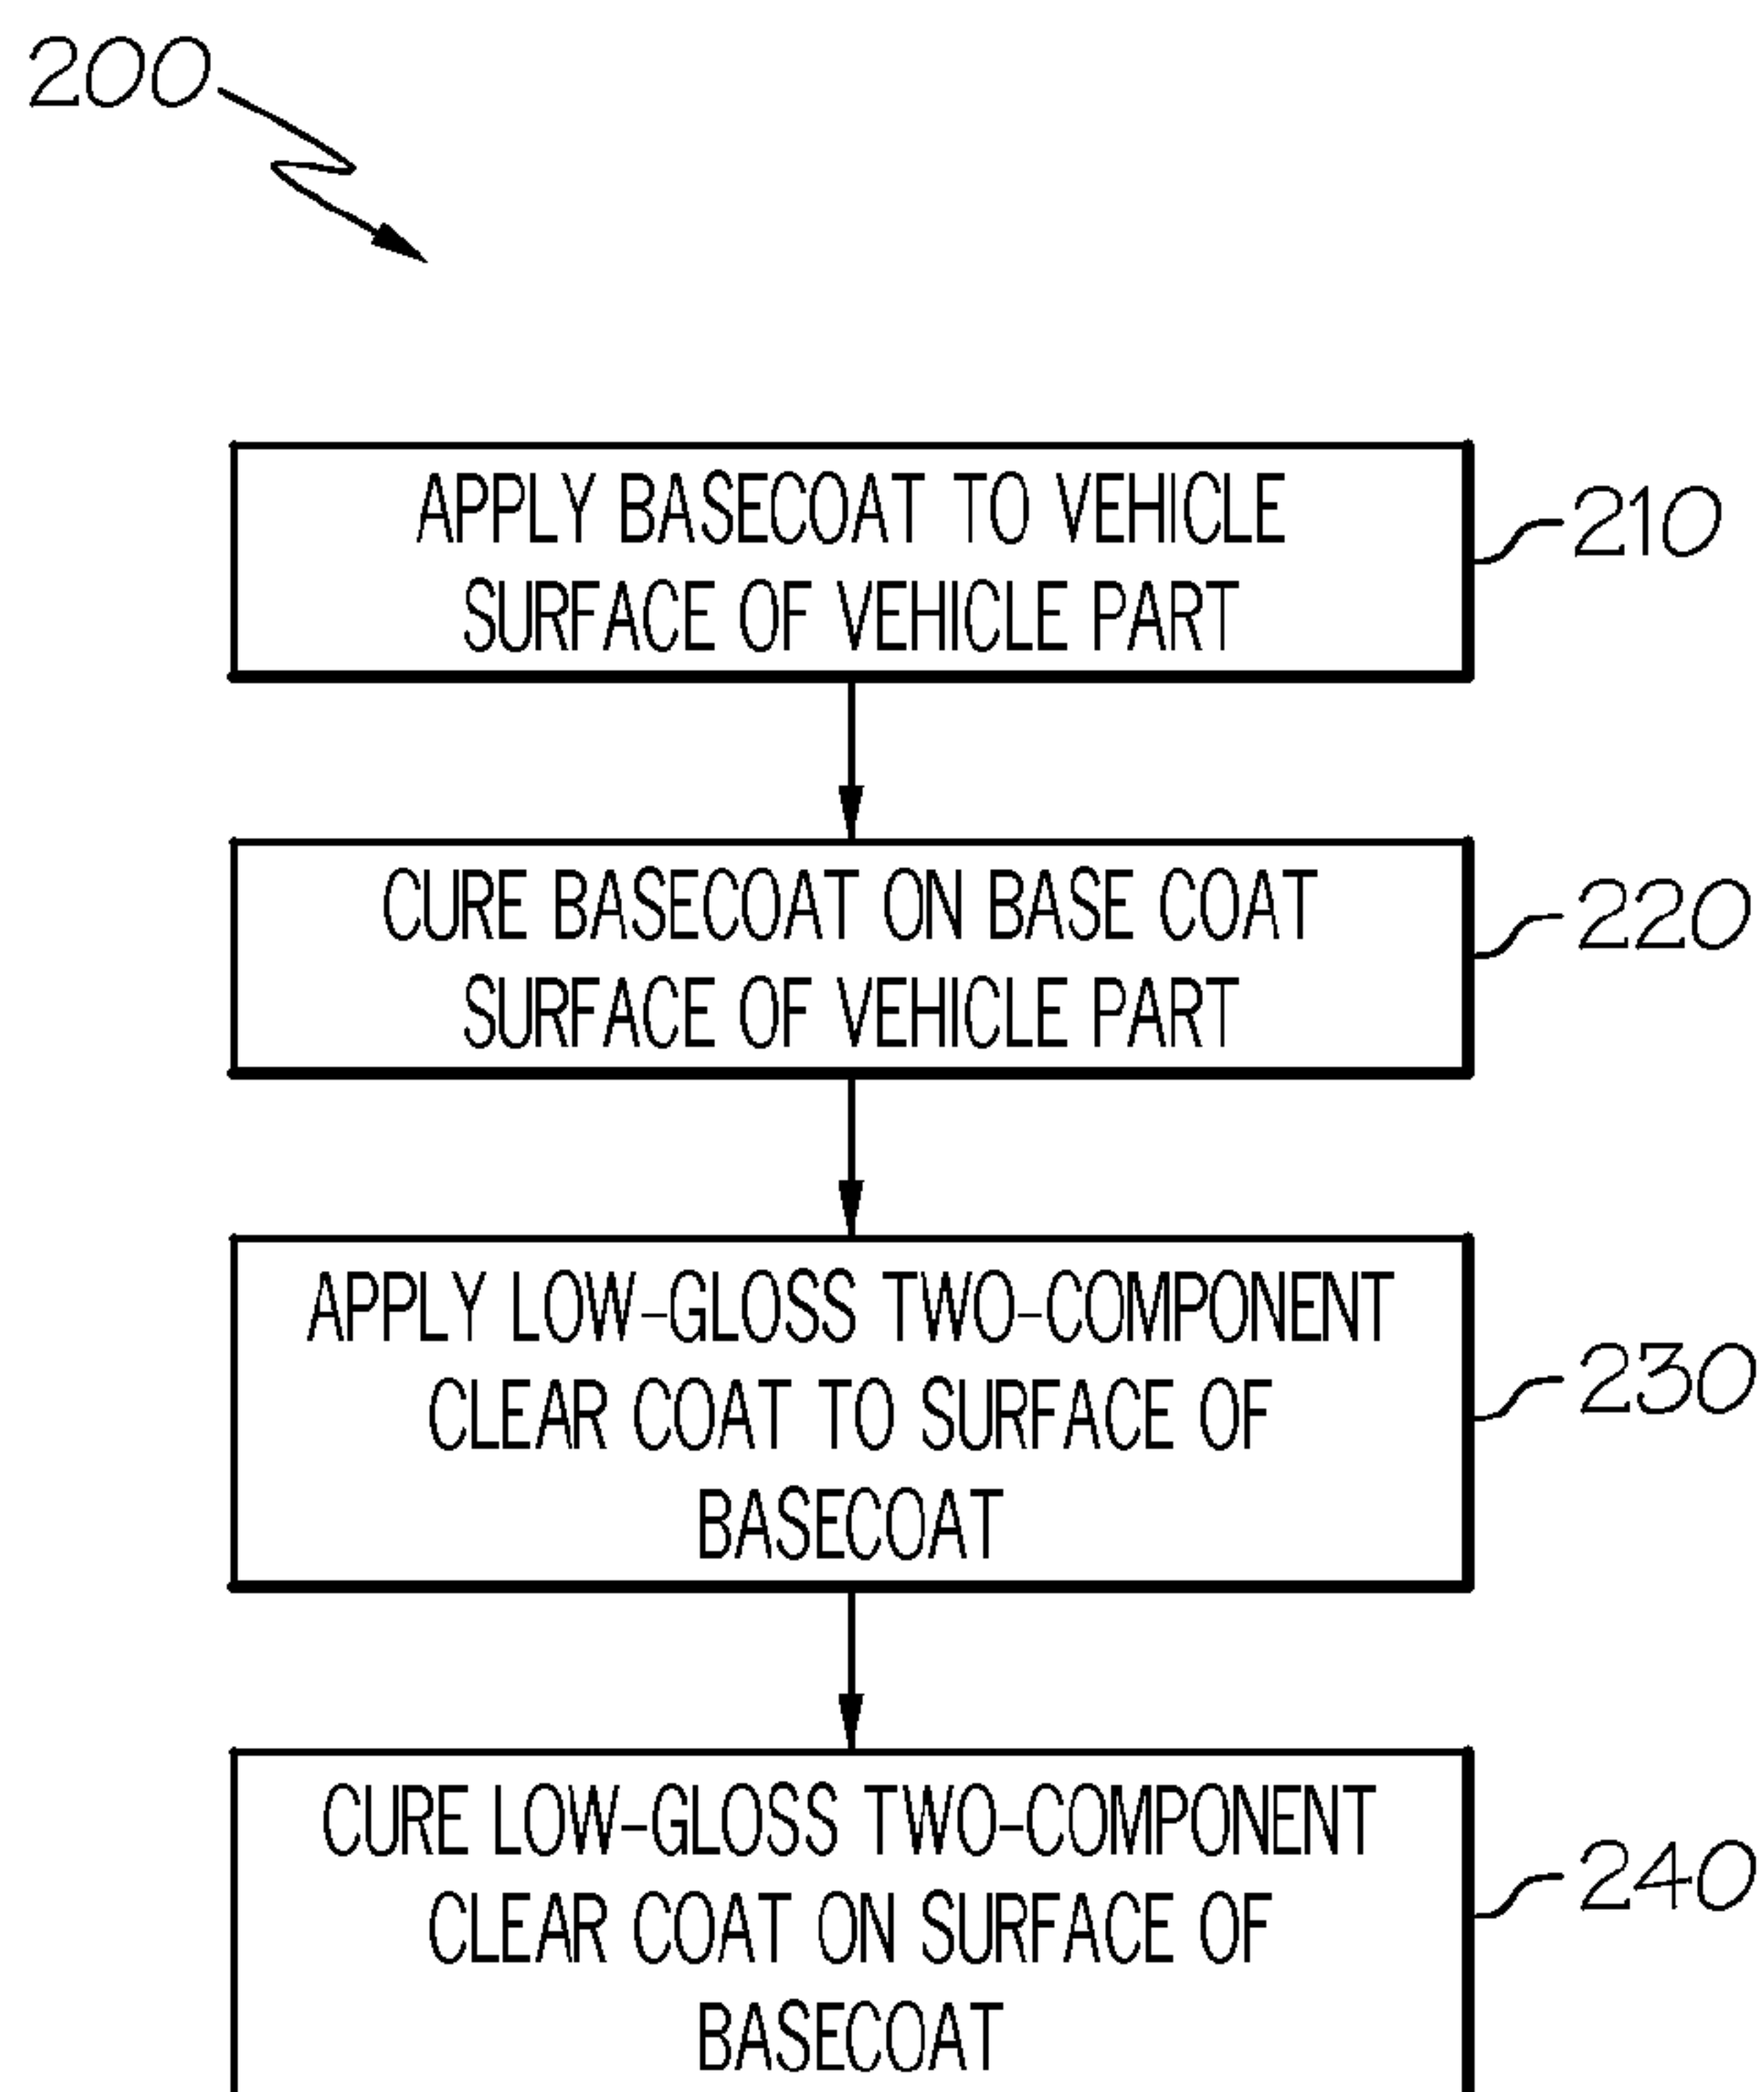 200
APPLY BASECOAT TO VEHICLE
SURFACE OF VEHICLE PART
210
CURE BASECOAT ON BASE COAT
SURFACE OF VEHICLE PART
220
APPLY LOW-GLOSS TWO-COMPONENT
CLEAR COAT TO SURFACE OF
BASECOAT
230
CURE LOW-GLOSS TWO-COMPONENT
CLEAR COAT ON SURFACE OF
BASECOAT
240